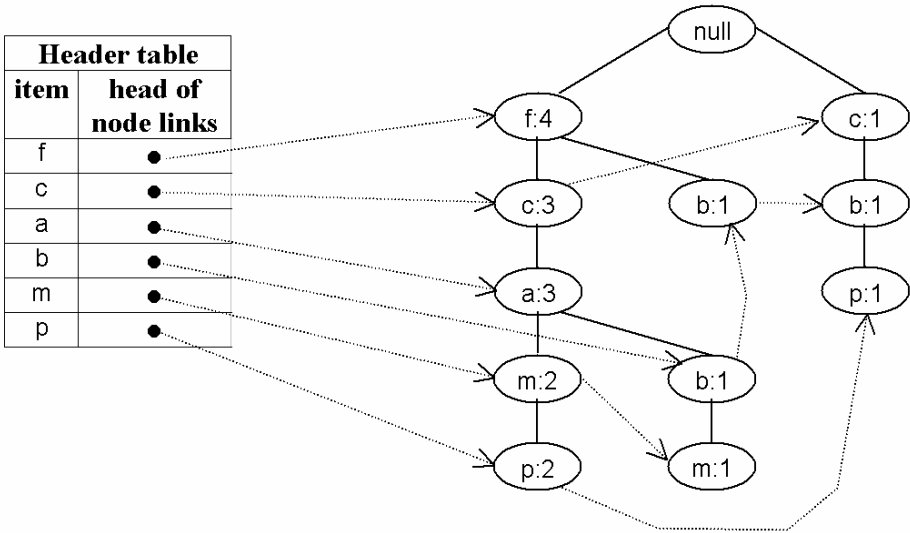 Header table
item head of
node links
f
c
a
b
m
p
null
f:4 c:1
c:3 b:1 b:1
a:3 p:1
m:2 b:1
p:2 m:1